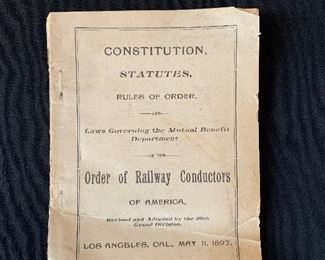 CONSTITUTION,
STATUTES,
RULES OF ORDER,
AND
Laws Governing the Mutual Benefit
Department
OF THE
Order of Railway Conductors
OF AMERICA.
Revised and Adopted by the 26th
Grand Division.
LOS ANGELES, CAL., MAY 11, 1897.